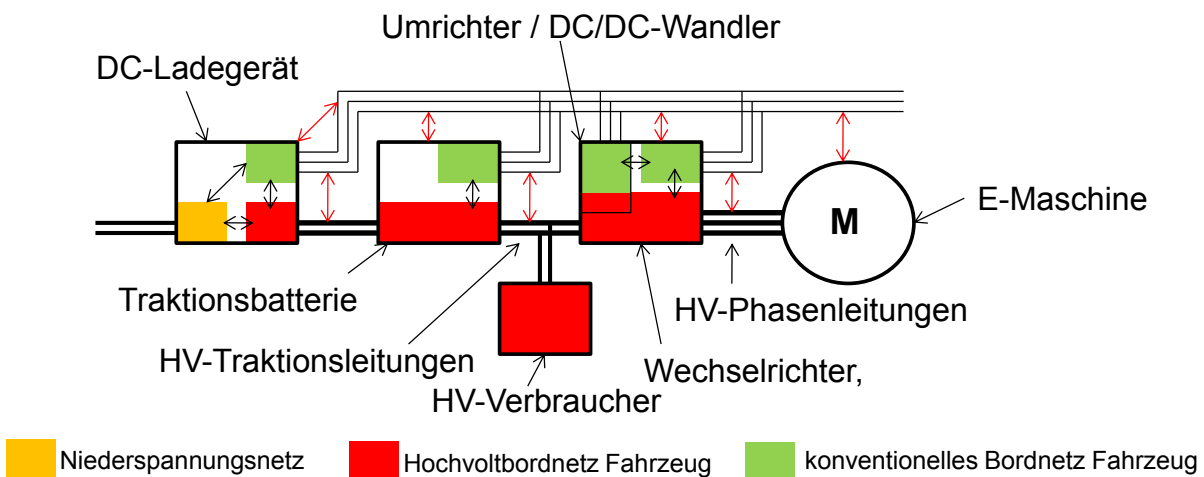 Umrichter / DC/DC-Wandler
DC-Ladegerät
E-Maschine
M
Traktionsbatterie
HV-Phasenleitungen
HV-Traktionsleitungen
Wechselrichter,
HV-Verbraucher
Niederspannungsnetz
Hochvoltbordnetz Fahrzeug
konventionelles Bordnetz Fahrzeug